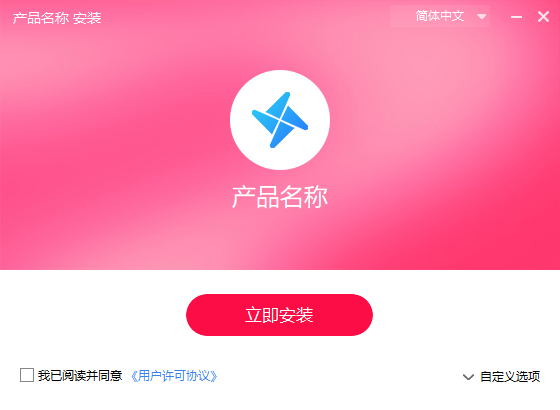 产品名称 安装
简体中文
产品名称
立即安装
我已阅读并同意 《用户许可协议》
自定义选项